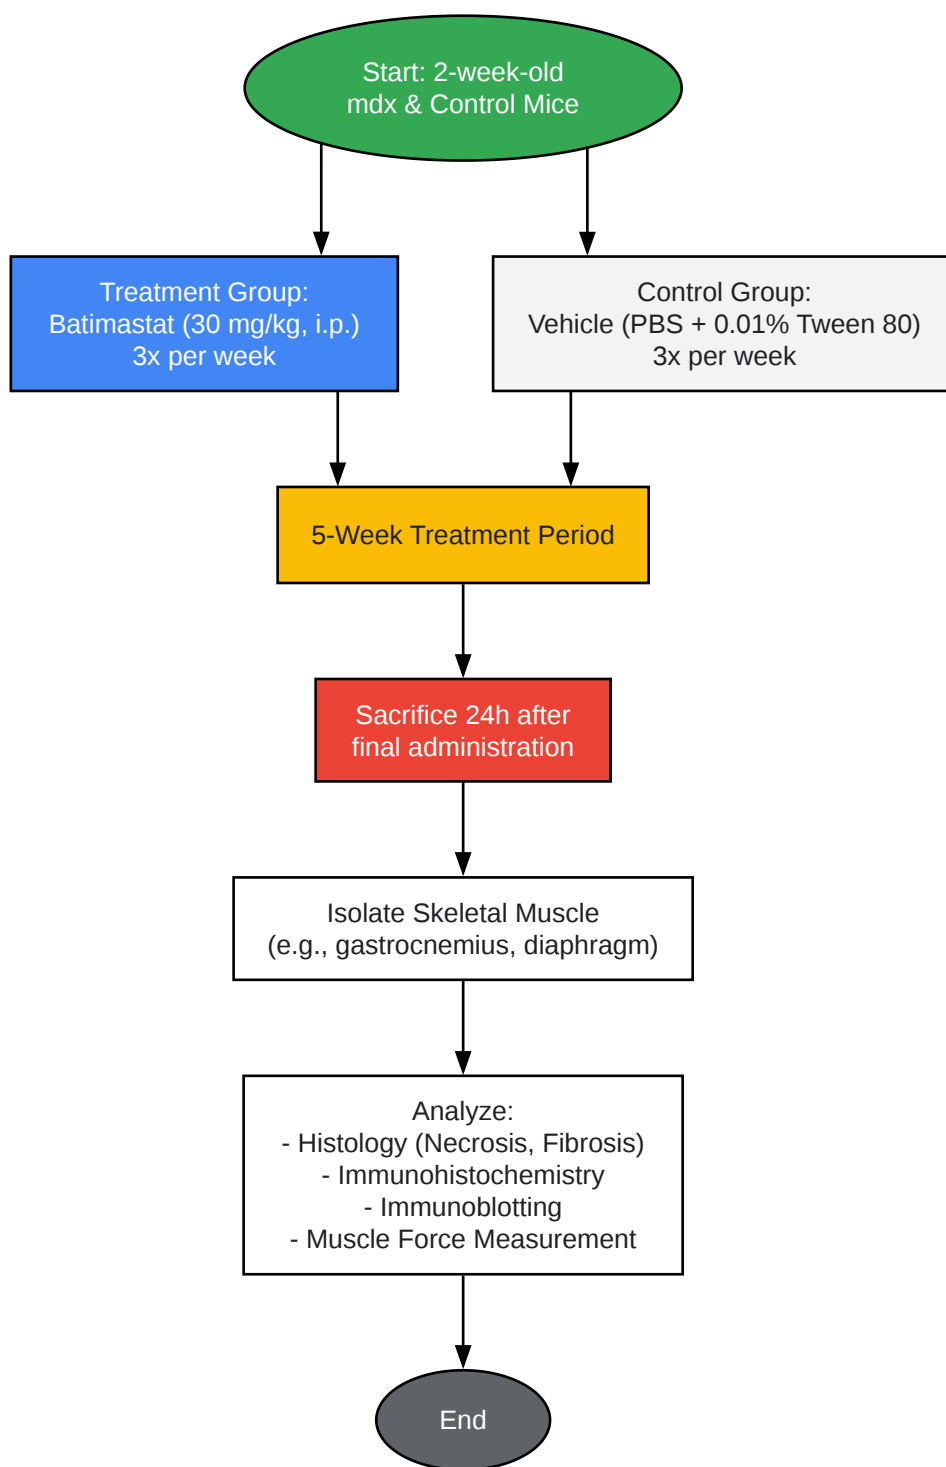 Start: 2-week-old
mdx & Control Mice
Treatment Group:
Batimastat (30 mg/kg, i.p.)
3x per week
Control Group:
Vehicle (PBS + 0.01% Tween 80)
3x per week
5-Week Treatment Period
Sacrifice 24h after
final administration
Isolate Skeletal Muscle
(e.g., gastrocnemius, diaphragm)
Analyze:
- Histology (Necrosis, Fibrosis)
- Immunohistochemistry
- Immunoblotting
- Muscle Force Measurement
End